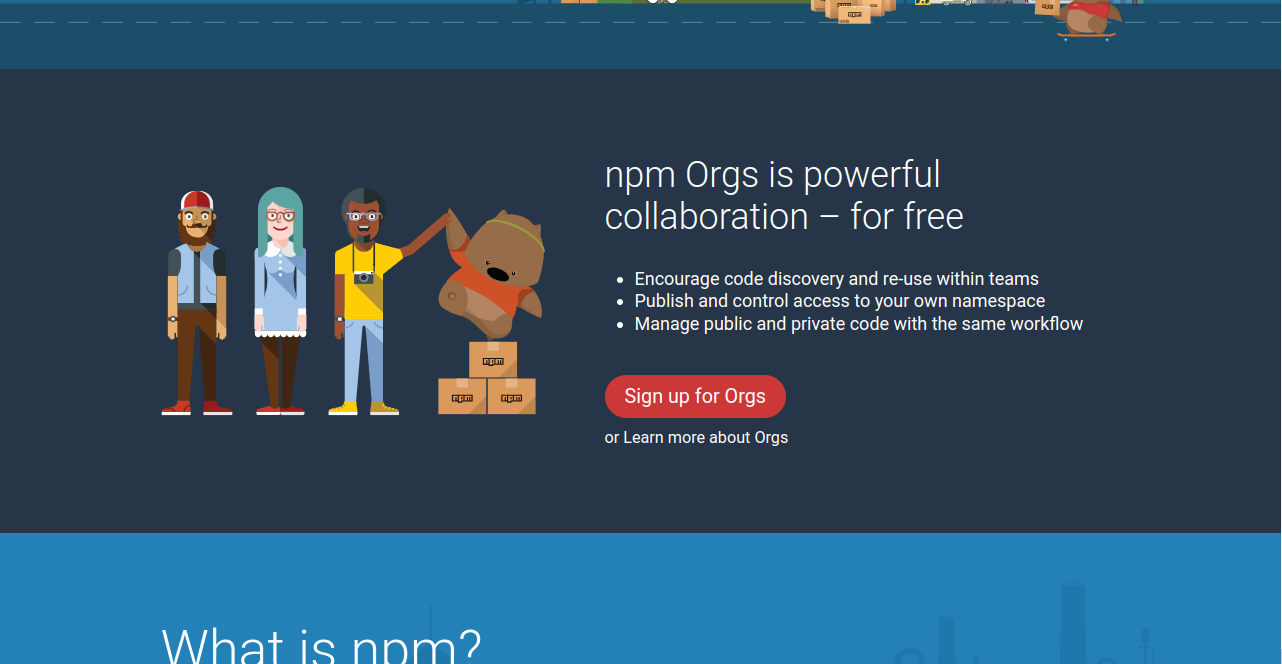 npm
npm
npm Orgs is powerful
collaboration – for free
Encourage code discovery and re-use within teams
Publish and control access to your own namespace
Manage public and private code with the same workflow
npm
npm
npm
Sign up for Orgs
or Learn more about Orgs
What is npm?